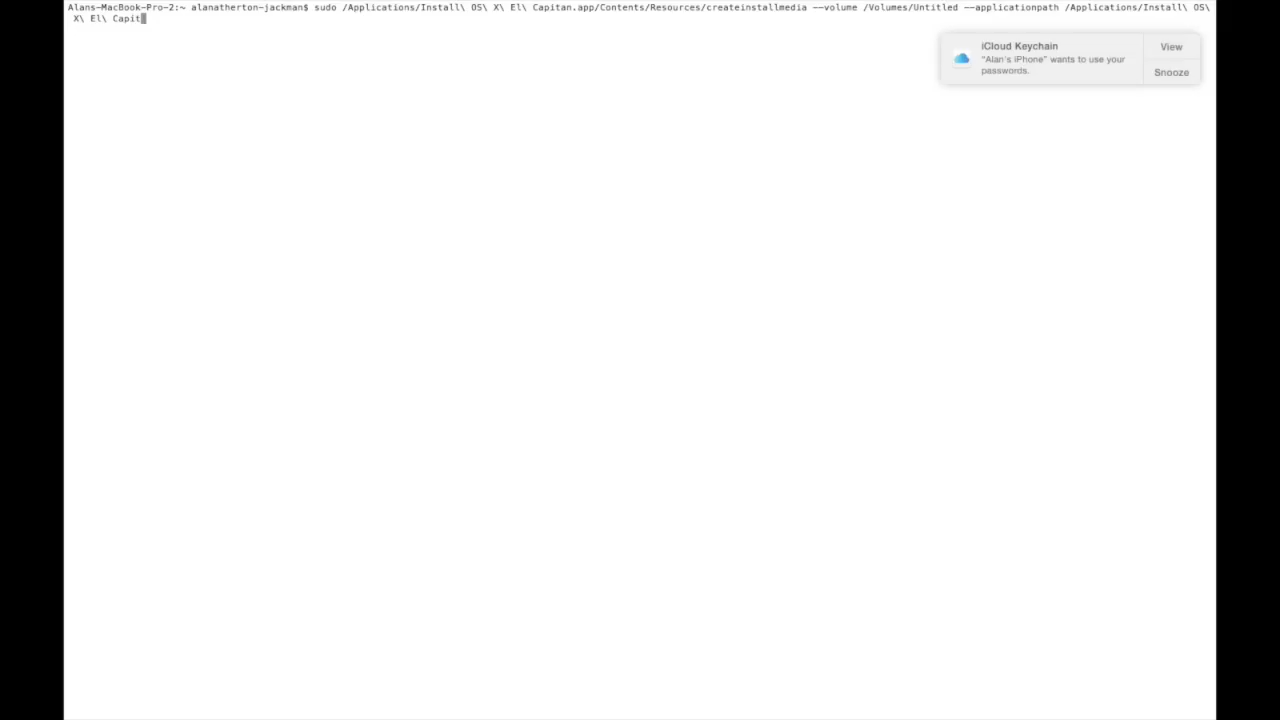 Alans-MacBook-Pro-2:~ alanatherton-jackman$ sudo /Applications/Install\ OS\ X\ El\ Capitan.app/Contents/Resources/createinstallmedia --volume /Volumes/Untitled --applicationpath /Applications/Install\ OS\
X\ El\ Capit
iCloud Keychain
"Alan's iPhone" wants to use your
passwords.
View
Snooze